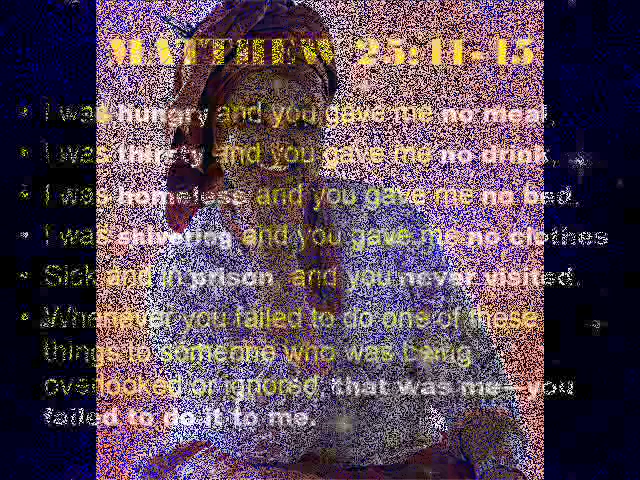 MATTHEW 25:41-45
• I was hungry and you gave me no meal,
• I was thirsty and you gave me no drink,
• I was homeless and you gave me no bed,
• I was shivering and you gave me no clothes
• Sick and in prison and you never visited.
• Whenever you failed to do one of these
things to someone who was being
overlooked or ignored, that was me—you
failed to do it to me.